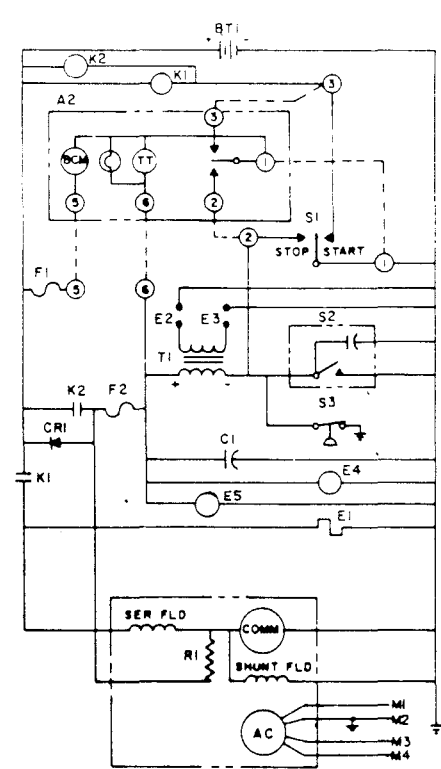 BT1
+ -
K2
K1
3
A2
3
BCM
TT
1
5
6
2
S1
2
STOP START
1
F1
5
6
E2 E3
S2
T1
+ -
K2 F2
S3
CR1
C1
E4
K1
E5
E1
SER FLD
COMM
R1
SHUNT FLD
M1
AC
M2
M3
M4